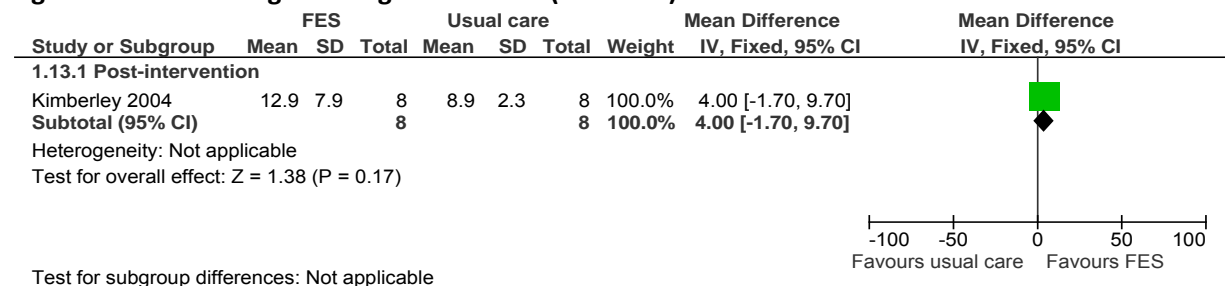 FES Usual care Mean Difference Mean Difference
Study or Subgroup Mean SD Total Mean SD Total Weight IV, Fixed, 95% CI IV, Fixed, 95% CI
1.13.1 Post-intervention
Kimberley 2004 12.9 7.9 8 8.9 2.3 8 100.0% 4.00 [-1.70, 9.70]
Subtotal (95% CI) 8 8 100.0% 4.00 [-1.70, 9.70]
Heterogeneity: Not applicable
Test for overall effect: Z = 1.38 (P = 0.17)
-100 -50 0 50 100
Favours usual care Favours FES
Test for subgroup differences: Not applicable